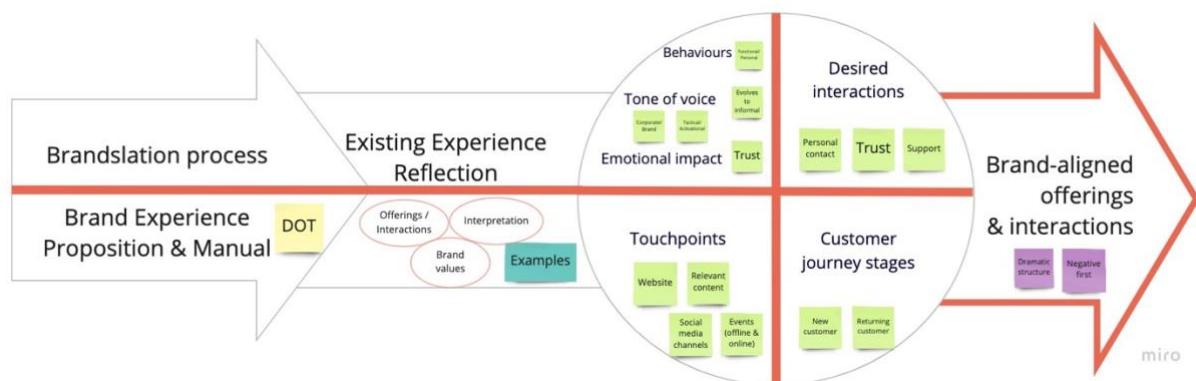 Brandslation process
Brand Experience
Proposition & Manual
DOT
Existing Experience
Reflection
Offerings /
Interactions
Interpretation
Brand
values
Examples
Behaviours
Functional/
Personal
Tone of voice
Corporate/
Brand
Factual/
Activational
Evolves
to
informal
Emotional impact
Trust
Desired
interactions
Personal
contact
Trust
Support
Touchpoints
Website
Relevant
content
Social
media
channels
Events
(offline &
online)
Customer
journey stages
New
customer
Returning
customer
Brand-aligned
offerings
& interactions
Dramatic
structure
Negative
first
miro